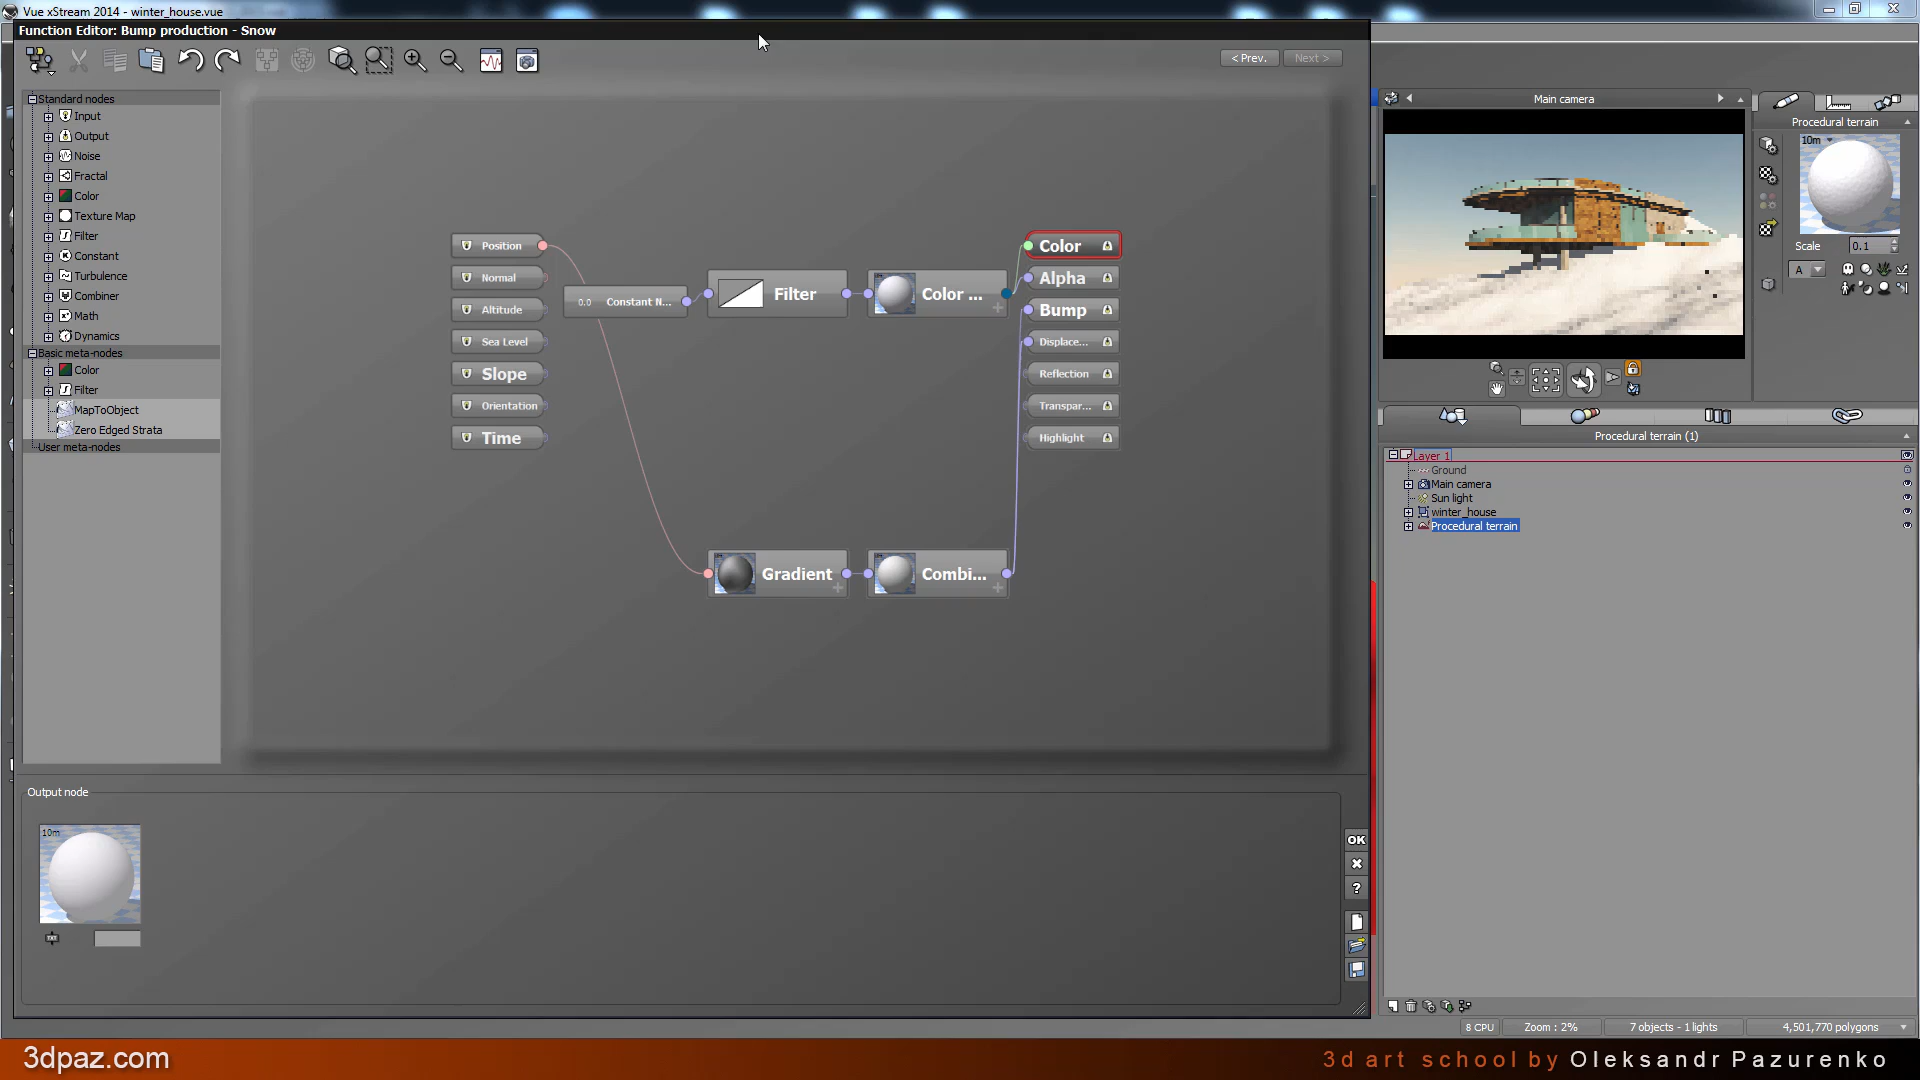 Vue xStream 2014 - winter_house.vue
Function Editor: Bump production - Snow
< Prev.
Next >
Standard nodes
Input
Output
Noise
Fractal
Color
Texture Map
Filter
Constant
Turbulence
Combiner
Math
Dynamics
Basic meta-nodes
Color
Filter
MapToObject
Zero Edged Strata
User meta-nodes
Position
Normal
Altitude
Sea Level
Slope
Orientation
Time
0.0 Constant N...
Filter
Color ...
Gradient
Combi...
Color
Alpha
Bump
Displace...
Reflection
Transpar...
Highlight
Output node
10m
OK
?
Main camera
Procedural terrain
10m
Scale 0.1
A
Procedural terrain (1)
Layer 1
Ground
Main camera
Sun light
winter_house
Procedural terrain
8 CPU
Zoom : 2%
7 objects - 1 lights
4,501,770 polygons
3dpaz.com
3d art school by Oleksandr Pazurenko